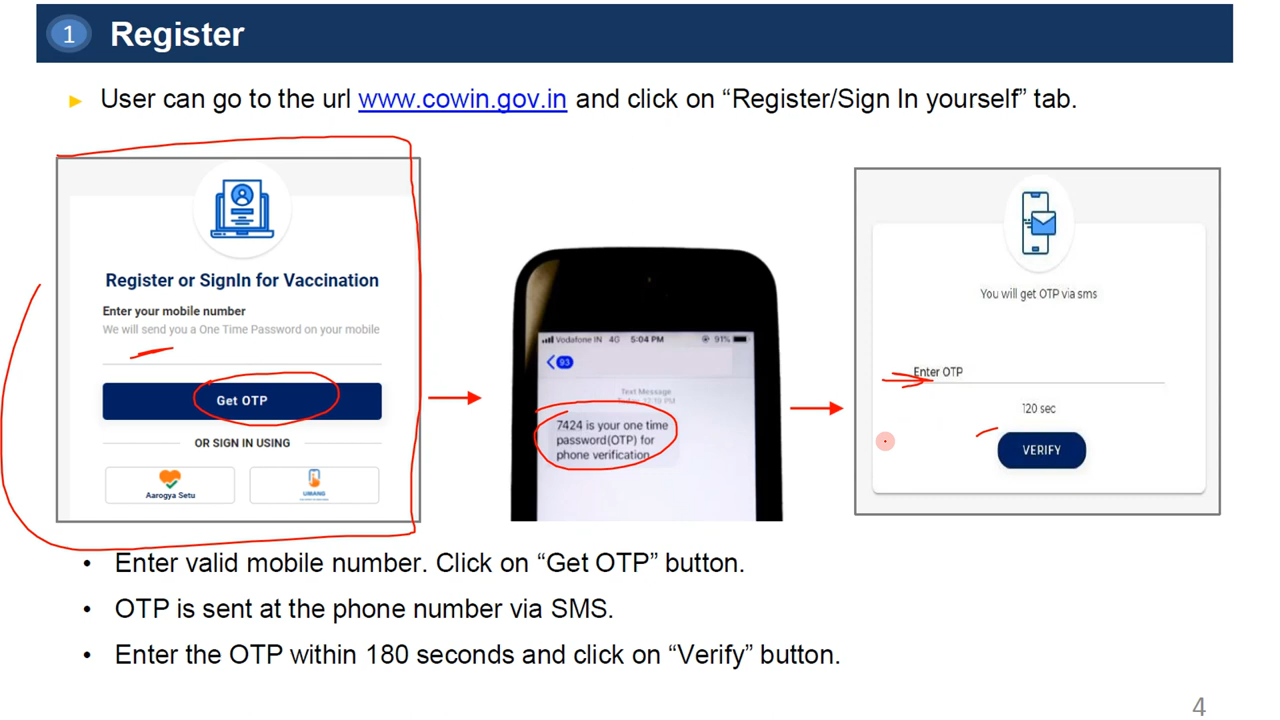 1 Register
User can go to the url www.cowin.gov.in and click on “Register/Sign In yourself” tab.
Register or SignIn for Vaccination
Enter your mobile number
We will send you a One Time Password on your mobile
Get OTP
OR SIGN IN USING
Aarogya Setu
UMANG
Vodafone IN 4G 5:04 PM 91%
93
Text Message
7424 is your one time
password(OTP) for
phone verification
You will get OTP via sms
Enter OTP
120 sec
VERIFY
• Enter valid mobile number. Click on “Get OTP” button.
• OTP is sent at the phone number via SMS.
• Enter the OTP within 180 seconds and click on “Verify” button.
4